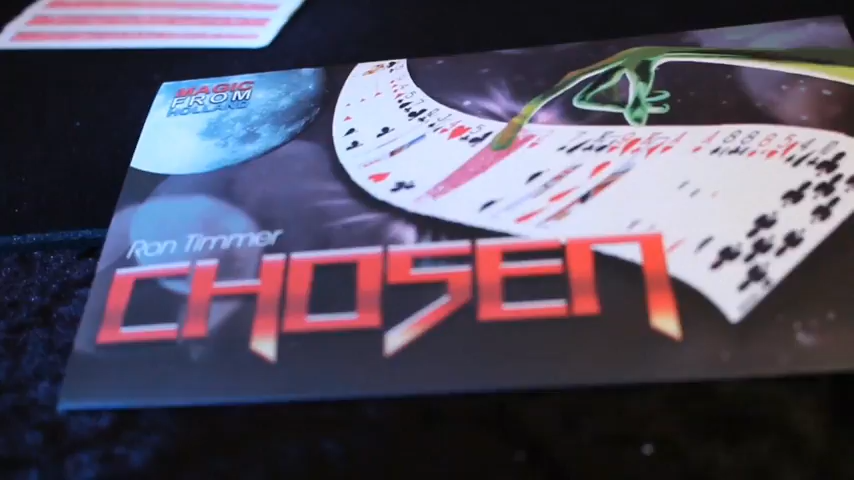 MAGIC
FROM
HOLLAND
Ron Timmer
CHOSEN